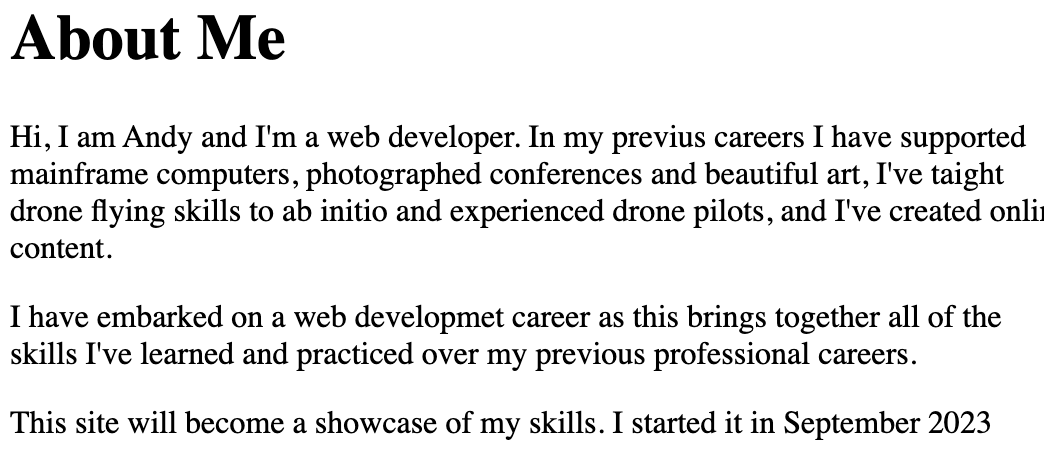 About Me
Hi, I am Andy and I'm a web developer. In my previus careers I have supported
mainframe computers, photographed conferences and beautiful art, I've taight
drone flying skills to ab initio and experienced drone pilots, and I've created
content.
I have embarked on a web developmet career as this brings together all of the
skills I've learned and practiced over my previous professional careers.
This site will become a showcase of my skills. I started it in September 2023